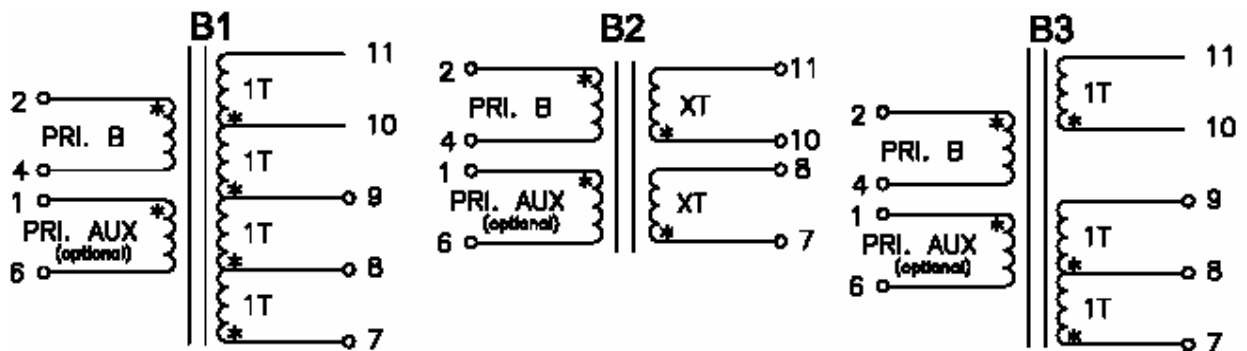 B1
11
1T
*
10
2
*
PRI. B
4
1T
*
9
1
*
PRI. AUX
(optional)
6
1T
*
8
1T
*
7
B2
2
*
PRI. B
4
11
XT
*
10
1
*
PRI. AUX
(optional)
6
8
XT
*
7
B3
11
1T
*
10
2
*
PRI. B
4
1
*
PRI. AUX
(optional)
6
9
1T
*
8
1T
*
7